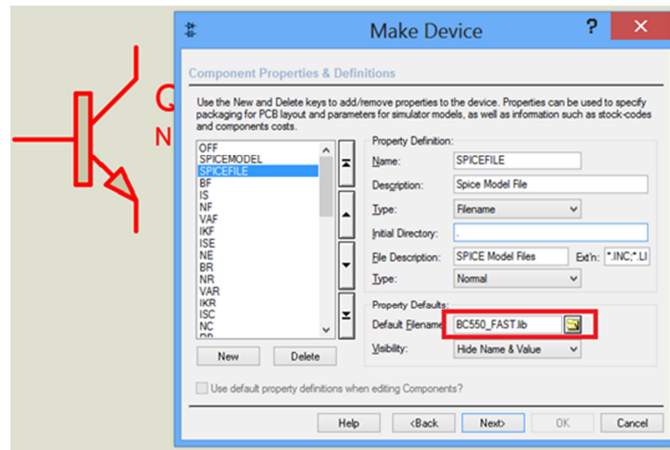 Make Device
?
X
Q
N
Component Properties & Definitions
Use the New and Delete keys to add/remove properties to the device. Properties can be used to specify
packaging for PCB layout and parameters for simulator models, as well as information such as stock-codes
and components costs.
OFF
SPICEMODEL
SPICEFILE
BF
IS
NF
VAF
IKF
ISE
NE
BR
NR
VAR
IKR
ISC
NC
New
Delete
Property Definition:
Name:
SPICEFILE
Description:
Spice Model File
Type:
Filename
Initial Directory:
.
File Description:
SPICE Model Files
Ext'n:
*.INC;*.LI
Type:
Normal
Property Defaults:
Default Filename
BC550_FAST.lib
Visibility:
Hide Name & Value
Use default property definitions when editing Components?
Help
<Back
Next>
OK
Cancel